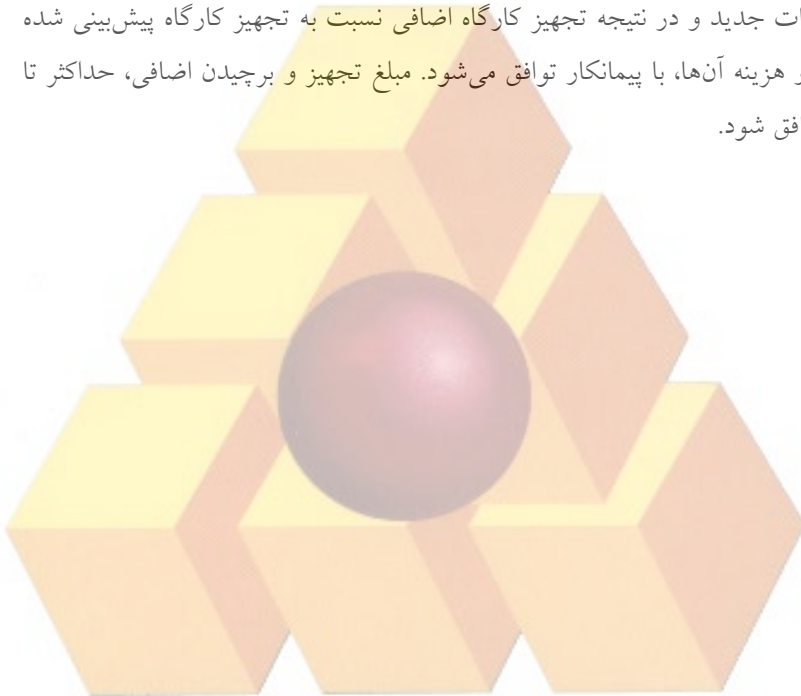 ات جدید و در نتیجه تجهیز کارگاه اضافی نسبت به تجهیز کارگاه پیش‌بینی شده
هزینه آن‌ها، با پیمانکار توافق می‌شود. مبلغ تجهیز و برچیدن اضافی، حداکثر تا
شود.